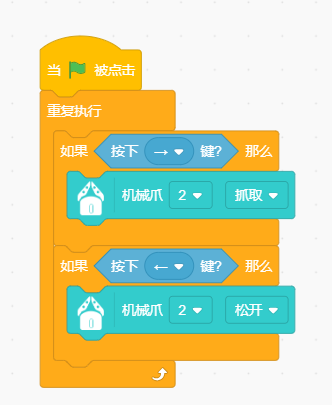 当 被点击
重复执行
如果 按下 → 键? 那么
机械爪 2 抓取
如果 按下 ← 键? 那么
机械爪 2 松开